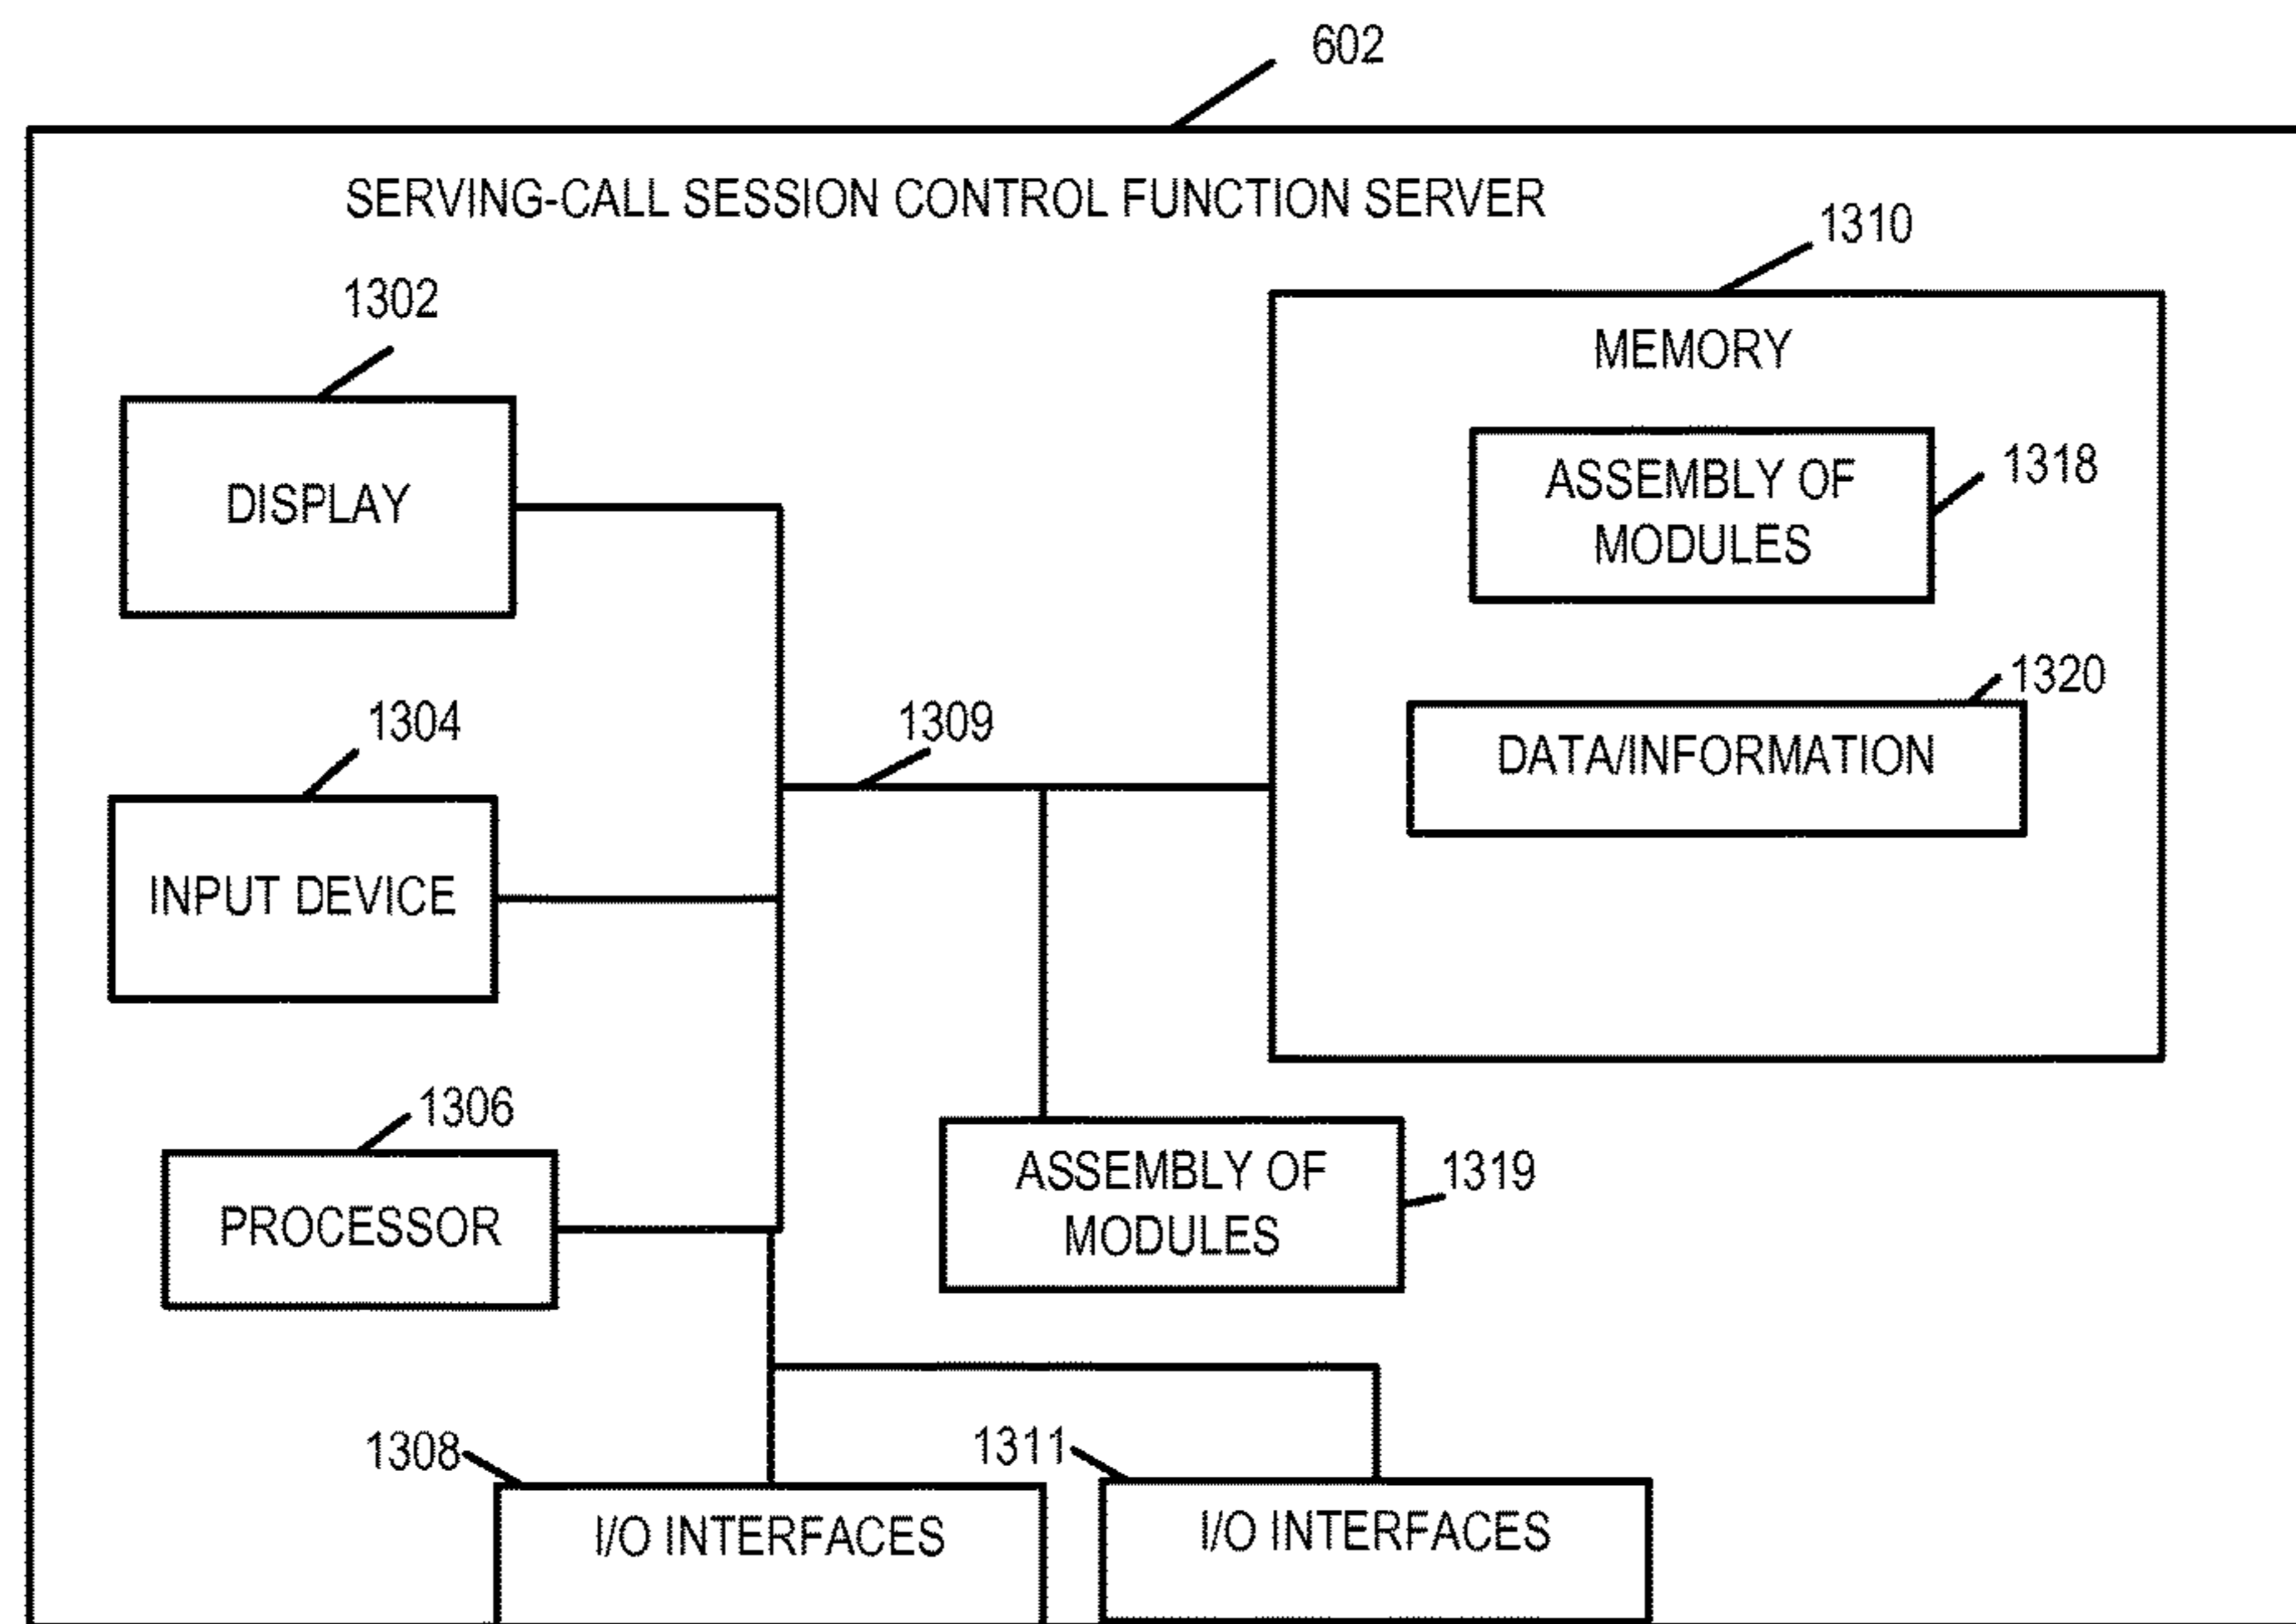 602
SERVING-CALL SESSION CONTROL FUNCTION SERVER
1310
1302
MEMORY
DISPLAY
ASSEMBLY OF
MODULES
1318
1320
1304
1309
DATA/INFORMATION
INPUT DEVICE
1306
PROCESSOR
ASSEMBLY OF
MODULES
1319
1308
1311
I/O INTERFACES
I/O INTERFACES